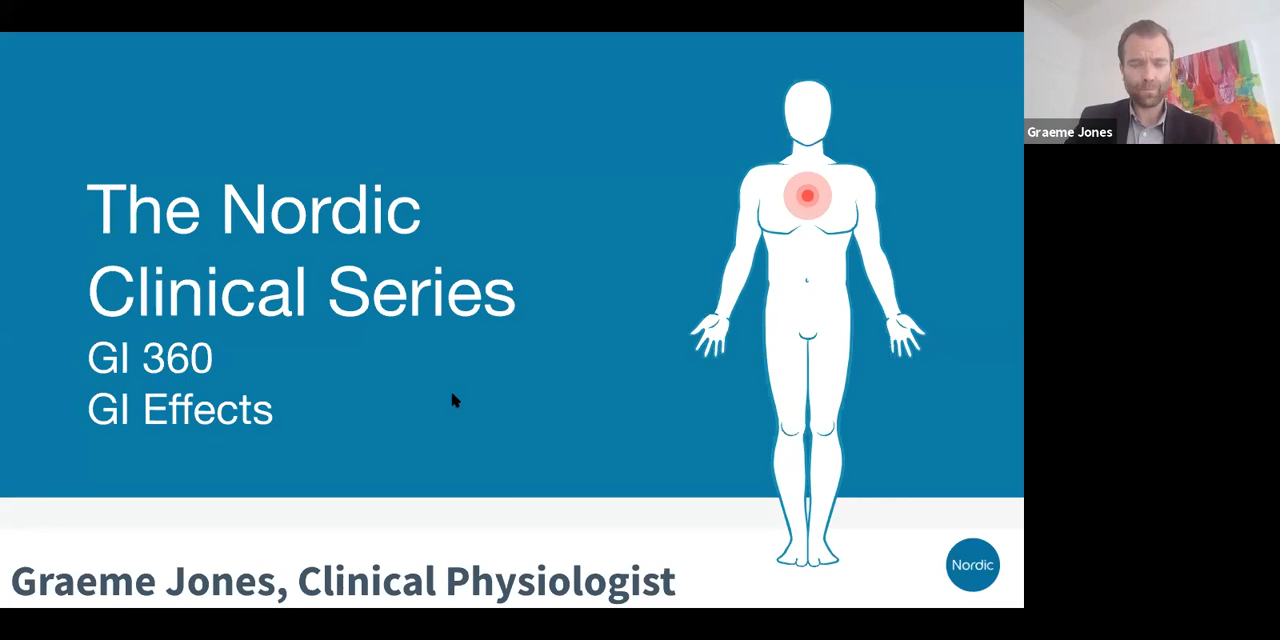 The Nordic
Clinical Series
GI 360
GI Effects
Graeme Jones, Clinical Physiologist
Nordic
Graeme Jones